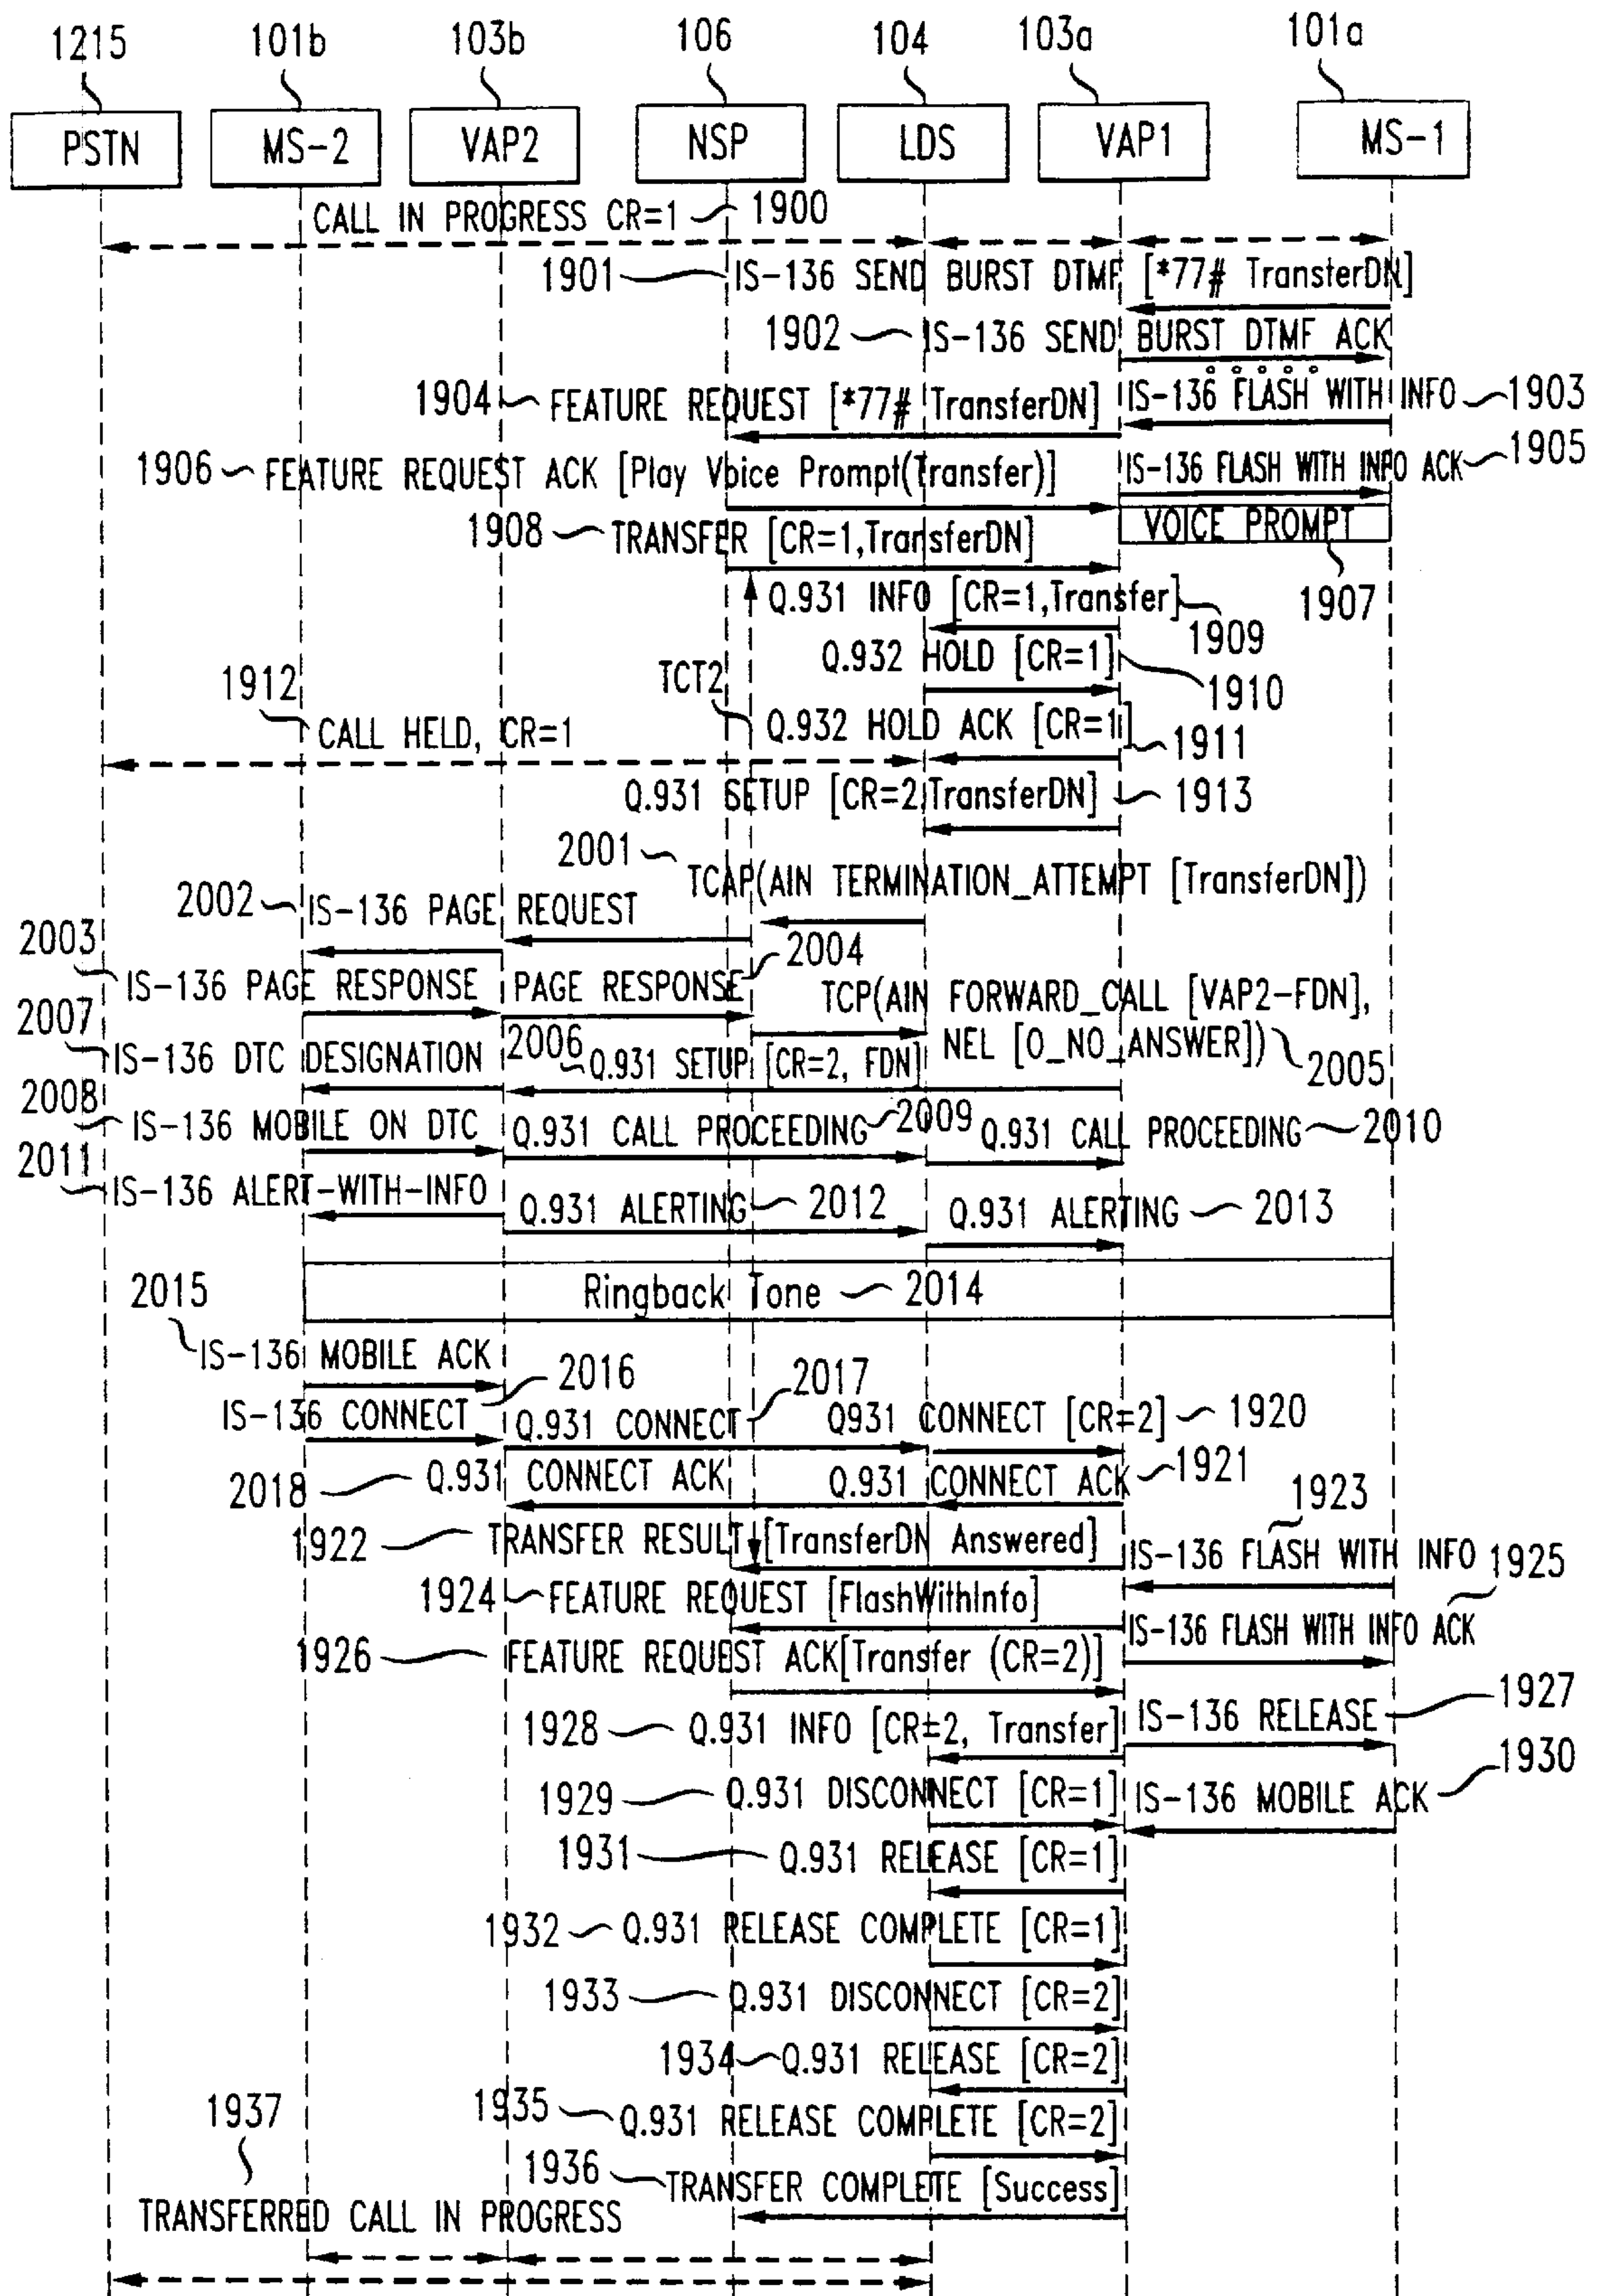 1215 101b 103b 106 104 103a 101a
PSTN MS-2 VAP2 NSP LDS VAP1 MS-1
CALL IN PROGRESS CR=1 1900
1901 IS-136 SEND BURST DTMF [*77# TransterDN]
1902 IS-136 SEND BURST DTMF ACK
1904 FEATURE REQUEST [*77# TransferDN] IS-136 FLASH WITH INFO 1903
1906 FEATURE REQUEST ACK [Play Voice Prompt(Transfer)] IS-136 FLASH WITH INFO ACK 1905
1908 TRANSFER [CR=1,TransferDN] VOICE PROMPT
1907
Q.931 INFO [CR=1,Transfer]
1909
Q.932 HOLD [CR=1]
1910
TCT2
1912
CALL HELD, CR=1
Q.932 HOLD ACK [CR=1]
1911
Q.931 SETUP [CR=2,TransferDN] 1913
2001 TCAP(AIN TERMINATION_ATTEMPT [TransferDN])
2002 IS-136 PAGE REQUEST
2003 IS-136 PAGE RESPONSE PAGE RESPONSE 2004
TCP(AIN FORWARD_CALL [VAP2-FDN],
NEL [O_NO_ANSWER]) 2005
2007 IS-136 DTC DESIGNATION 2006 Q.931 SETUP [CR=2, FDN]
2008 IS-136 MOBILE ON DTC Q.931 CALL PROCEEDING 2009 Q.931 CALL PROCEEDING 2010
2011 IS-136 ALERT-WITH-INFO Q.931 ALERTING 2012 Q.931 ALERTING 2013
Ringback Tone 2014
2015 IS-136 MOBILE ACK
IS-136 CONNECT 2016 Q.931 CONNECT 2017 Q931 CONNECT [CR=2] 1920
2018 Q.931 CONNECT ACK Q.931 CONNECT ACK 1921
1922 TRANSFER RESULT [TransferDN Answered] IS-136 FLASH WITH INFO 1923
1924 FEATURE REQUEST [FlashWithInfo] IS-136 FLASH WITH INFO ACK 1925
1926 FEATURE REQUEST ACK[Transfer (CR=2)]
1928 Q.931 INFO [CR=2, Transfer] IS-136 RELEASE 1927
1929 Q.931 DISCONNECT [CR=1] IS-136 MOBILE ACK 1930
1931 Q.931 RELEASE [CR=1]
1932 Q.931 RELEASE COMPLETE [CR=1]
1933 Q.931 DISCONNECT [CR=2]
1934 Q.931 RELEASE [CR=2]
1935 Q.931 RELEASE COMPLETE [CR=2]
1936 TRANSFER COMPLETE [Success]
1937
TRANSFERRED CALL IN PROGRESS